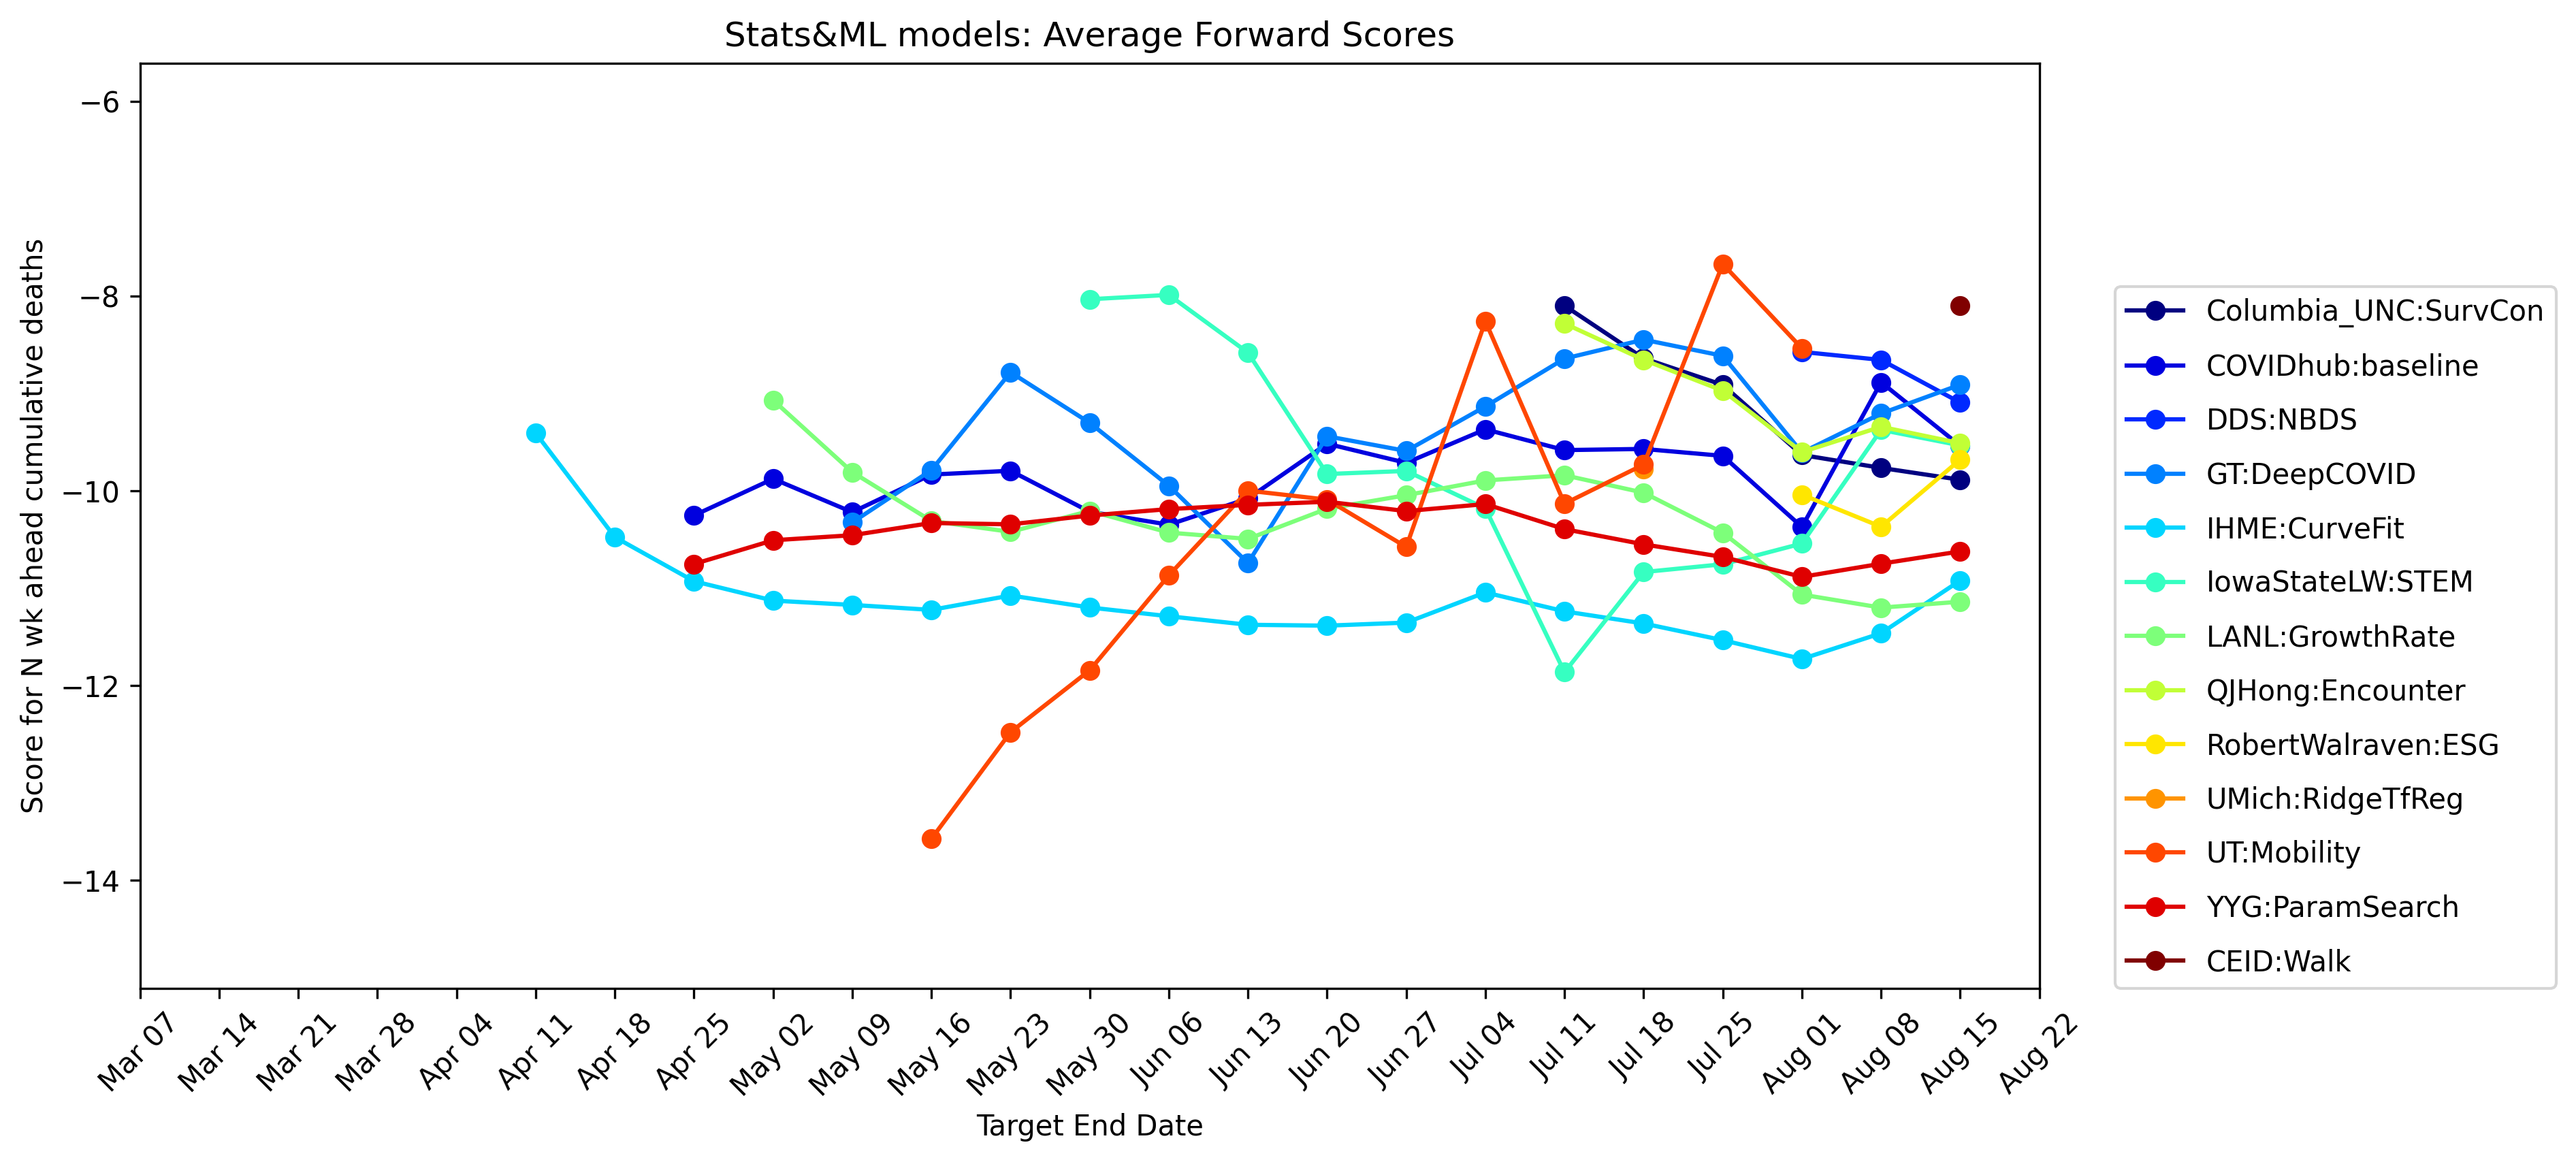 Stats&ML models: Average Forward Scores
Score for N wk ahead cumulative deaths
−6
−8
−10
−12
−14
Mar 07
Mar 14
Mar 21
Mar 28
Apr 04
Apr 11
Apr 18
Apr 25
May 02
May 09
May 16
May 23
May 30
Jun 06
Jun 13
Jun 20
Jun 27
Jul 04
Jul 11
Jul 18
Jul 25
Aug 01
Aug 08
Aug 15
Aug 22
Target End Date
Columbia_UNC:SurvCon
COVIDhub:baseline
DDS:NBDS
GT:DeepCOVID
IHME:CurveFit
IowaStateLW:STEM
LANL:GrowthRate
QJHong:Encounter
RobertWalraven:ESG
UMich:RidgeTfReg
UT:Mobility
YYG:ParamSearch
CEID:Walk